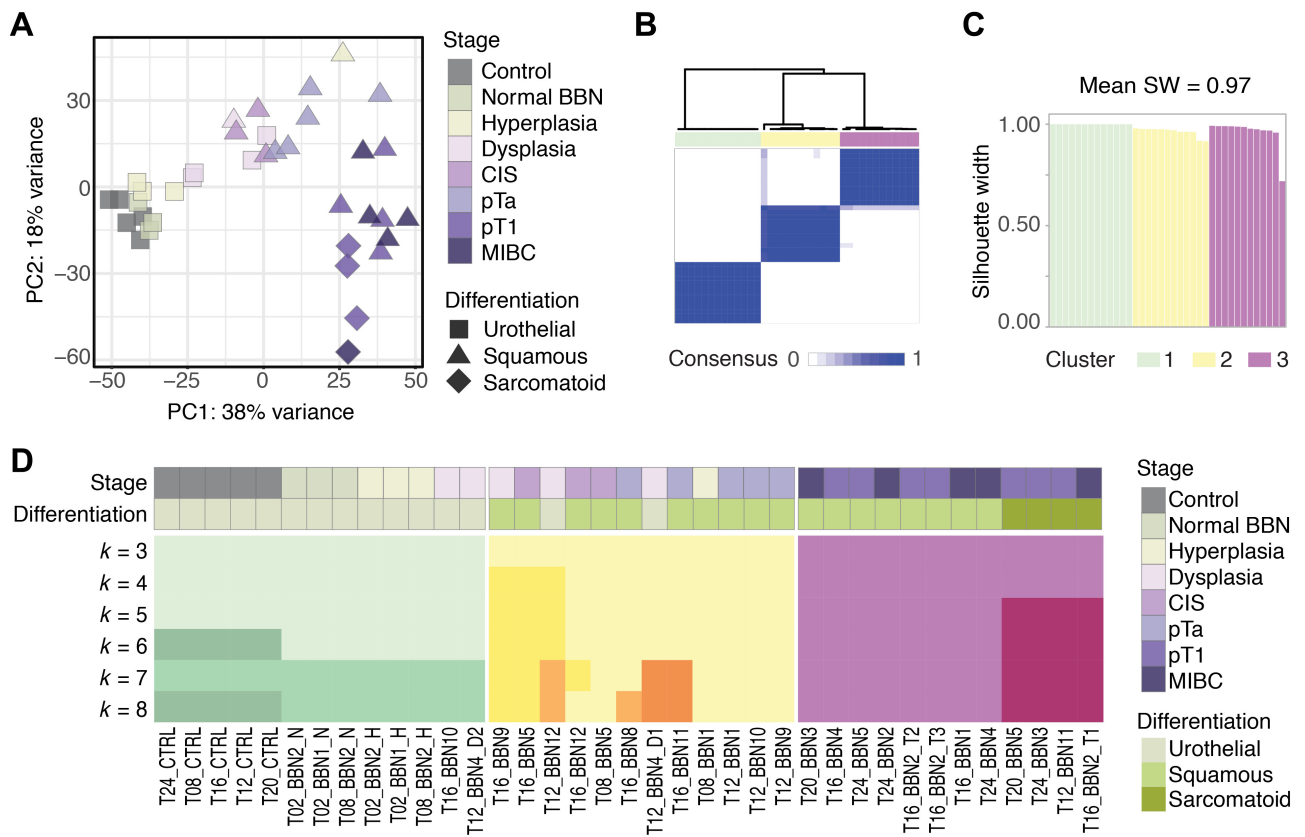 A
30
0
−30
−60
−50
−25
0
25
50
PC2: 18% variance
PC1: 38% variance
Stage
Control
Normal BBN
Hyperplasia
Dysplasia
CIS
pTa
pT1
MIBC
Differentiation
Urothelial
Squamous
Sarcomatoid
B
Consensus 0 1
C
Mean SW = 0.97
1.00
0.50
0.00
Silhouette width
Cluster 1 2 3
D
Stage
Differentiation
k = 3
k = 4
k = 5
k = 6
k = 7
k = 8
T24_CTRL
T08_CTRL
T16_CTRL
T12_CTRL
T20_CTRL
T02_BBN2_N
T02_BBN1_N
T08_BBN2_N
T02_BBN2_H
T02_BBN1_H
T08_BBN2_H
T16_BBN10
T12_BBN4_D2
T16_BBN9
T16_BBN5
T12_BBN12
T16_BBN12
T08_BBN5
T16_BBN8
T12_BBN4_D1
T16_BBN11
T08_BBN1
T12_BBN1
T12_BBN10
T12_BBN9
T20_BBN3
T16_BBN4
T24_BBN5
T24_BBN2
T16_BBN2_T2
T16_BBN2_T3
T16_BBN1
T24_BBN4
T20_BBN5
T24_BBN3
T12_BBN11
T16_BBN2_T1
Stage
Control
Normal BBN
Hyperplasia
Dysplasia
CIS
pTa
pT1
MIBC
Differentiation
Urothelial
Squamous
Sarcomatoid